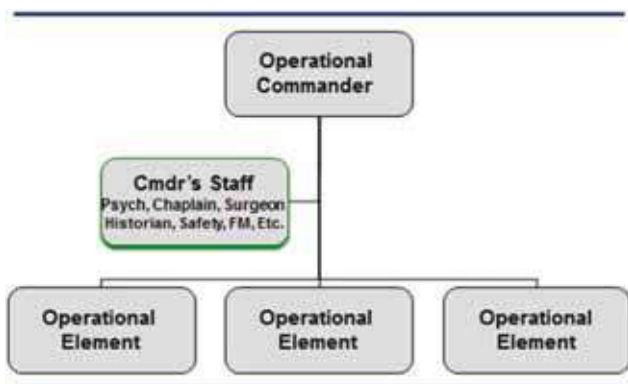 Operational
Commander
Cmdr's Staff
Psych, Chaplain, Surgeon
Historian, Safety, FM, Etc.
Operational
Element
Operational
Element
Operational
Element